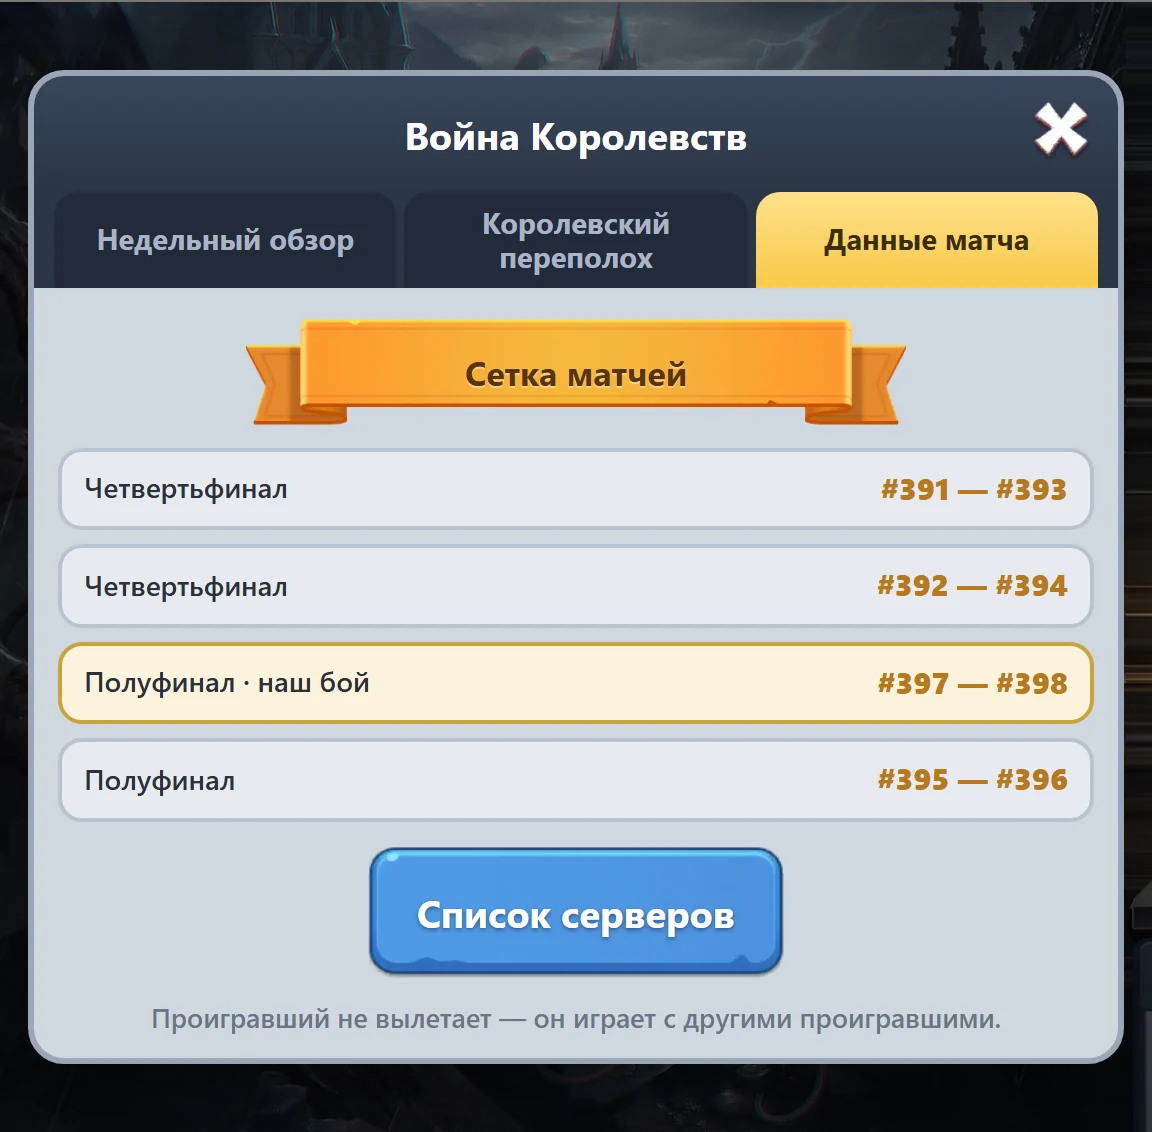 Война Королевств
Недельный обзор
Королевский
переполох
Данные матча
Сетка матчей
Четвертьфинал
#391 — #393
Четвертьфинал
#392 — #394
Полуфинал · наш бой
#397 — #398
Полуфинал
#395 — #396
Список серверов
Проигравший не вылетает — он играет с другими проигравшими.